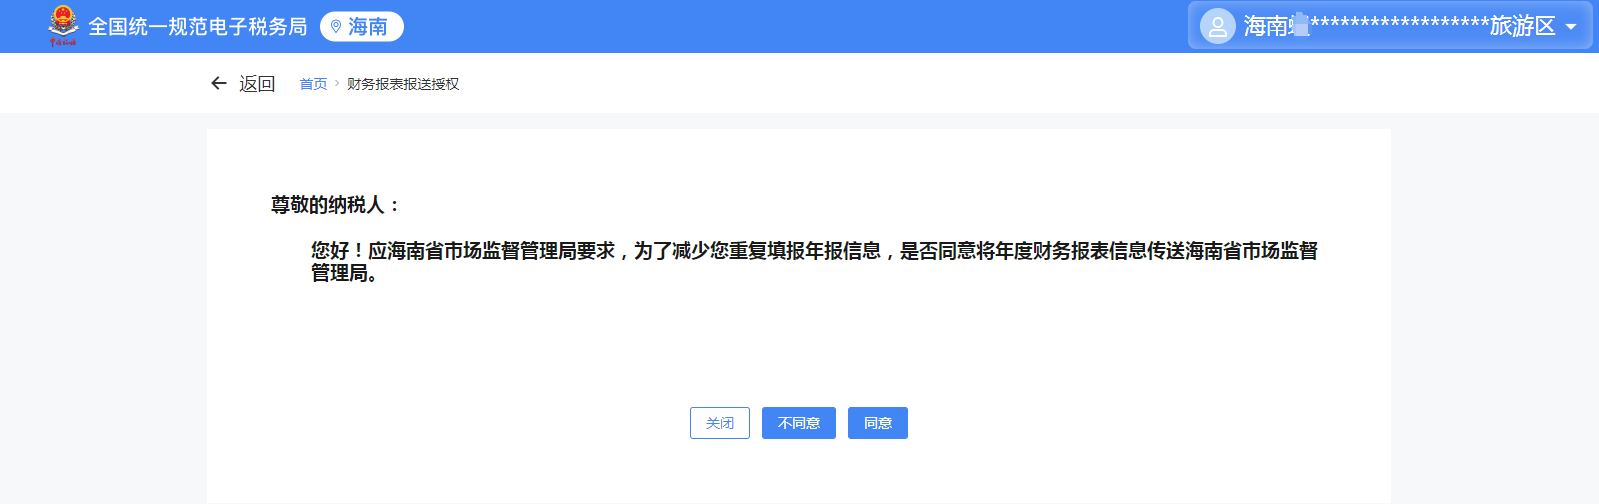 全国统一规范电子税务局 海南
海南******************旅游区
返回 首页 > 财务报表报送授权
尊敬的纳税人：
您好！应海南省市场监督管理局要求，为了减少您重复填报年报信息，是否同意将年度财务报表信息传送海南省市场监督
管理局。
关闭 不同意 同意